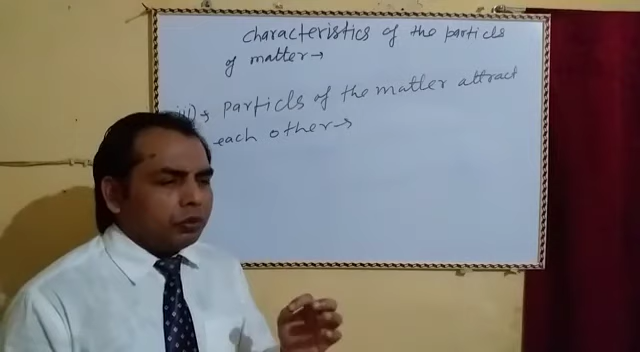 characteristics of the particls
of matter→
iii)→ particls of the matter attract
each other→